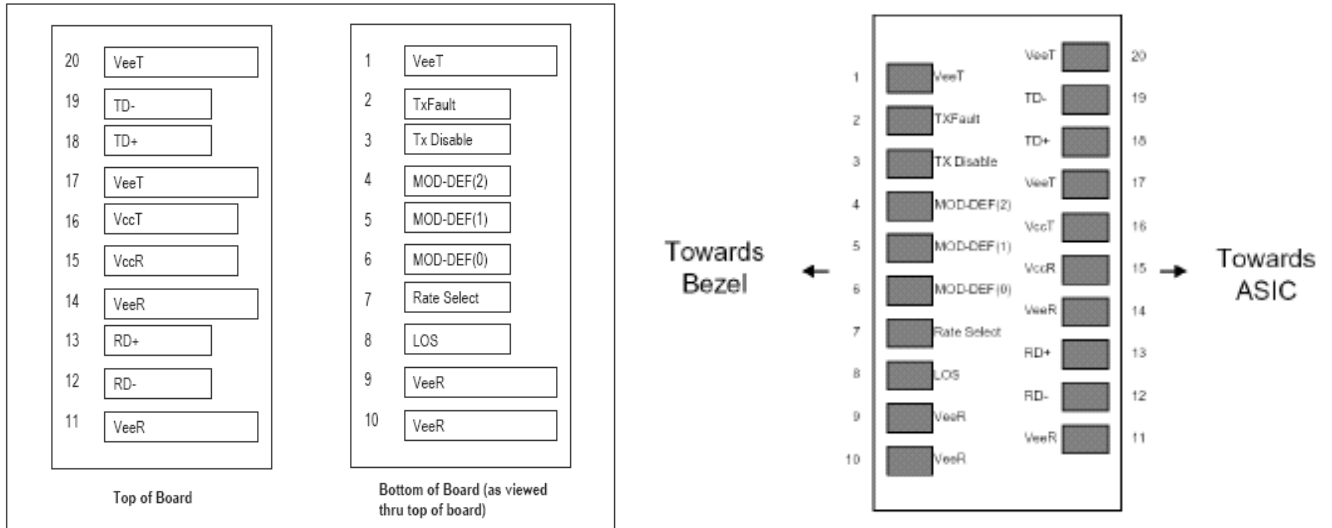 20 VeeT
19 TD-
18 TD+
17 VeeT
16 VccT
15 VccR
14 VeeR
13 RD+
12 RD-
11 VeeR
Top of Board
1 VeeT
2 TxFault
3 Tx Disable
4 MOD-DEF(2)
5 MOD-DEF(1)
6 MOD-DEF(0)
7 Rate Select
8 LOS
9 VeeR
10 VeeR
Bottom of Board (as viewed
thru top of board)
Towards
Bezel
1 VeeT
2 TXFault
3 TX Disable
4 MOD-DEF(2)
5 MOD-DEF(1)
6 MOD-DEF(0)
7 Rate Select
8 LOS
9 VeeR
10 VeeR
VeeT 20
TD- 19
TD+ 18
VeeT 17
VccT 16
VccR 15
VeeR 14
RD+ 13
RD- 12
VeeR 11
Towards
ASIC